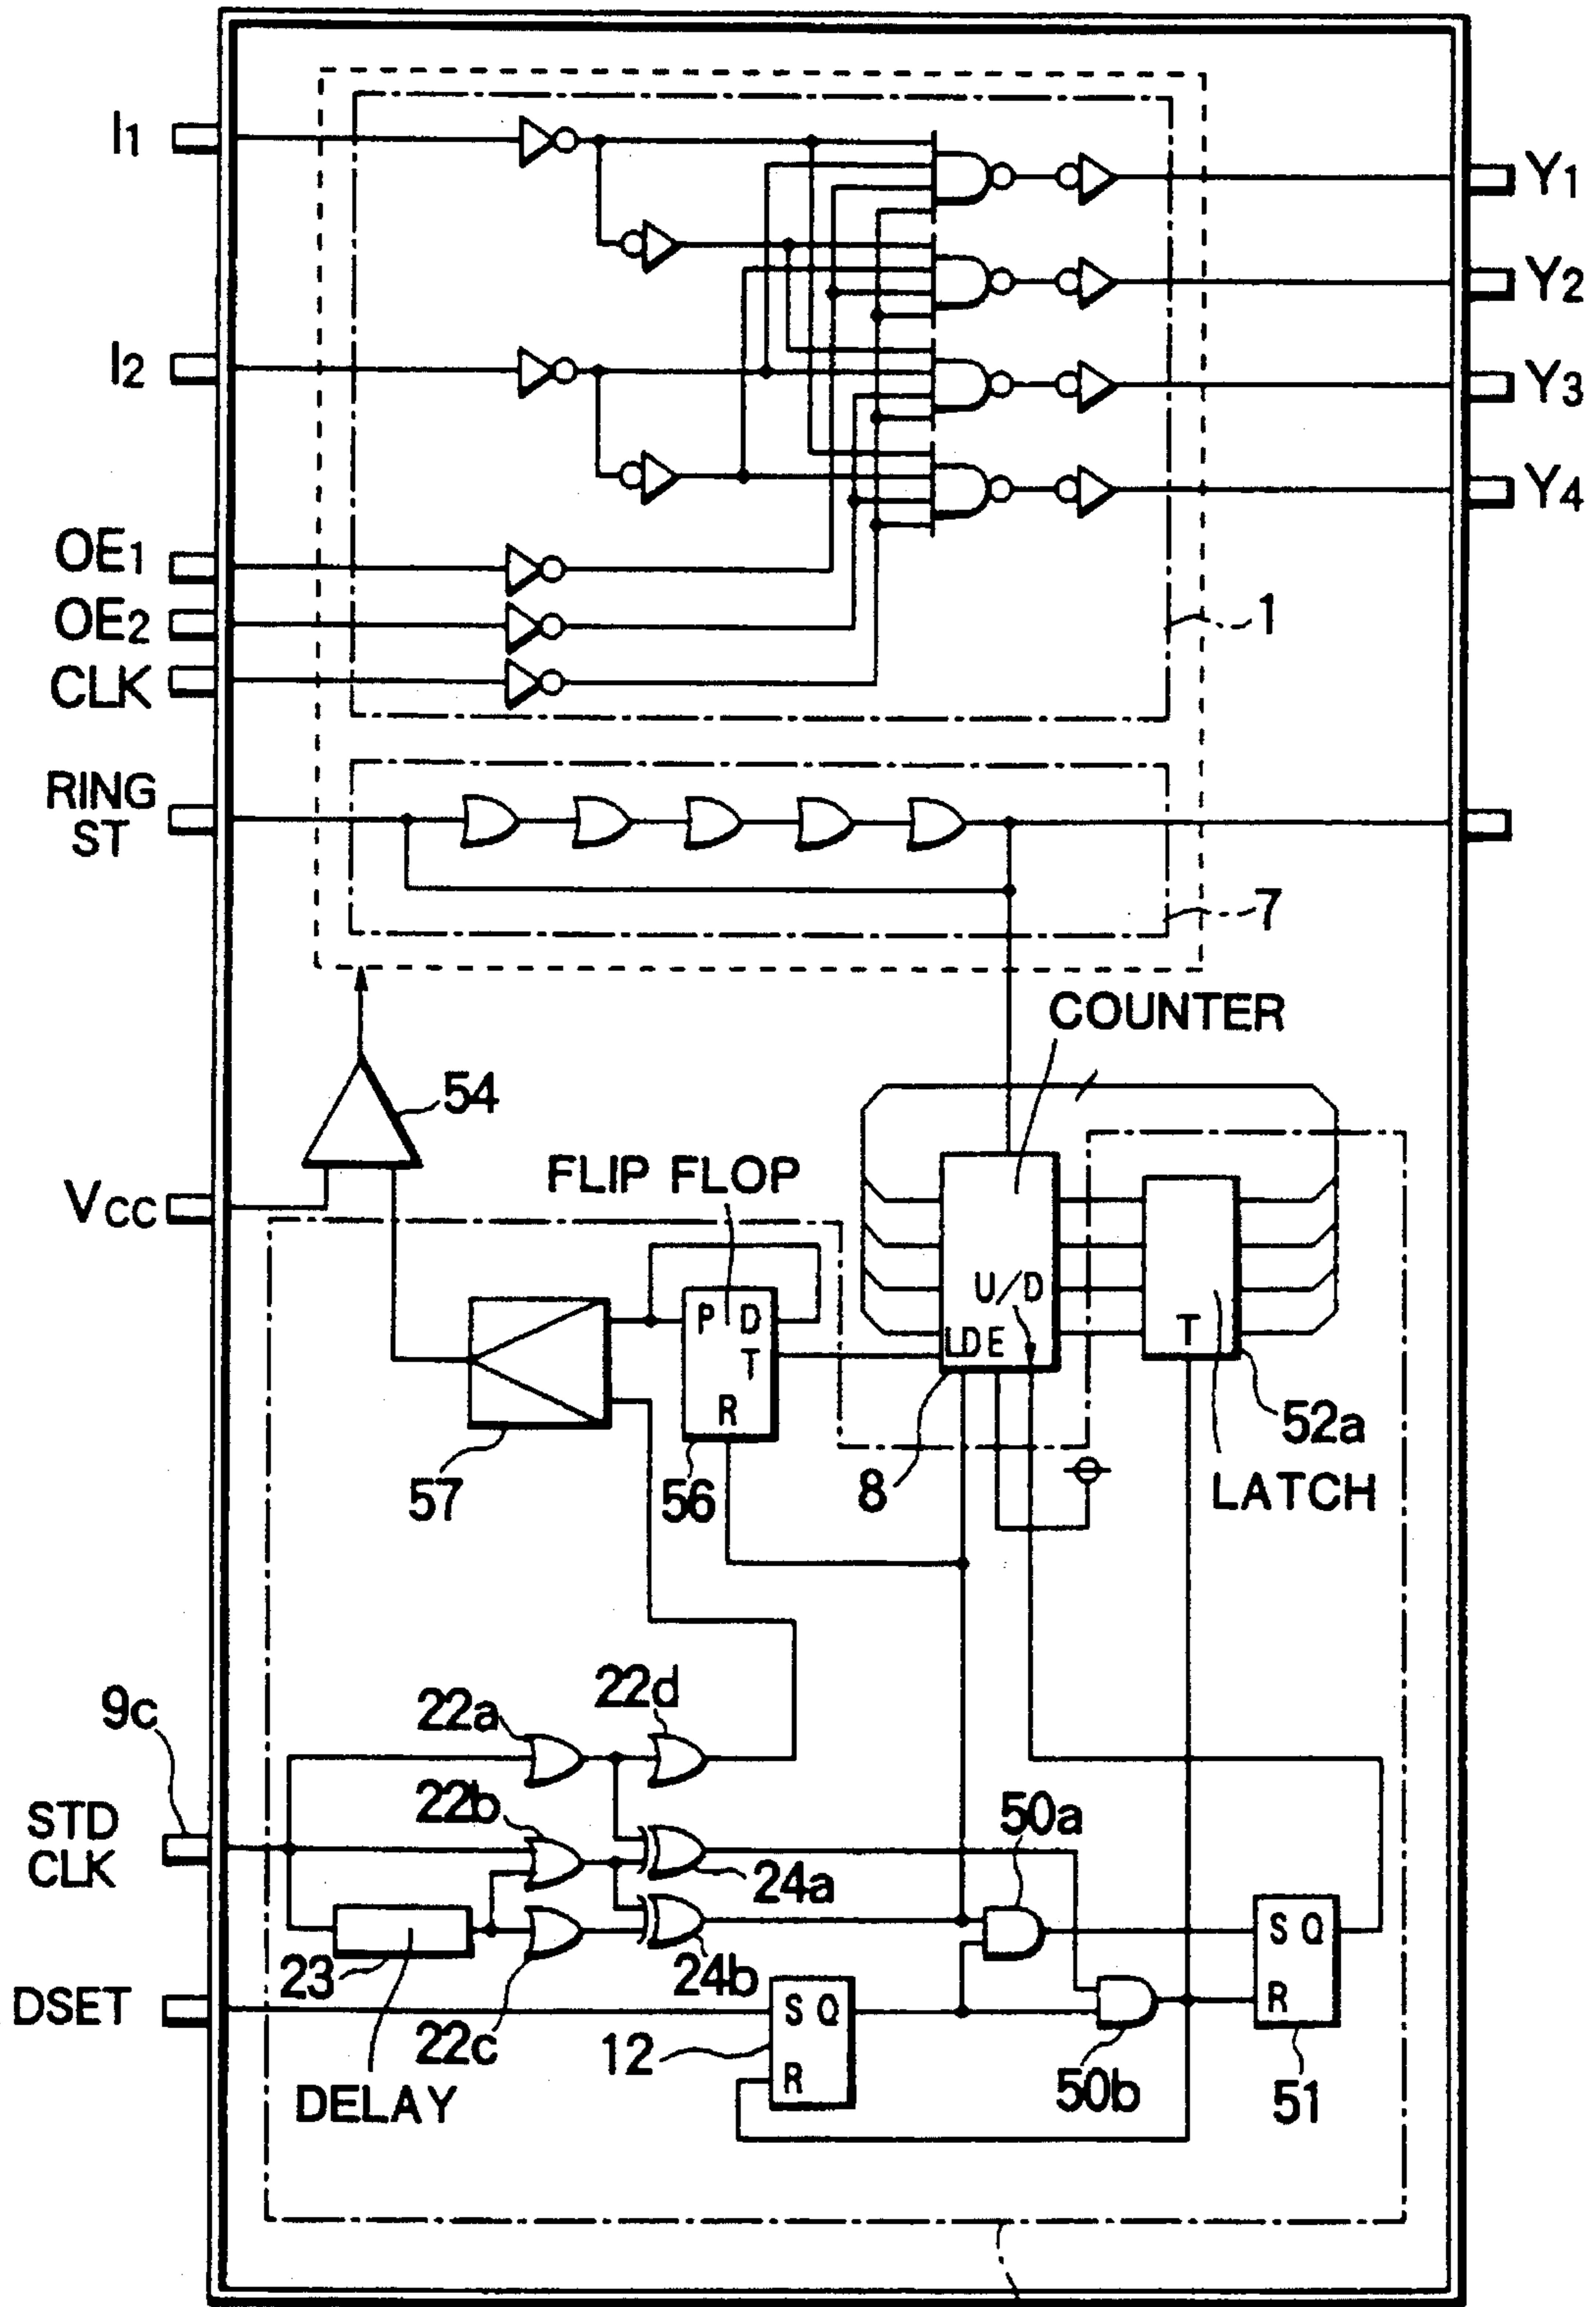 I1
Y1
Y2
I2
Y3
Y4
OE1
OE2
1
CLK
RING
ST
7
COUNTER
54
FLIP FLOP
VCC
U/D
P D
T
LD E
T
R
52a
57
56
8
LATCH
9c
22a
22d
22b
50a
STD
CLK
24a
S Q
23
24b
DSET
S Q
R
22c
12
R
50b
51
DELAY